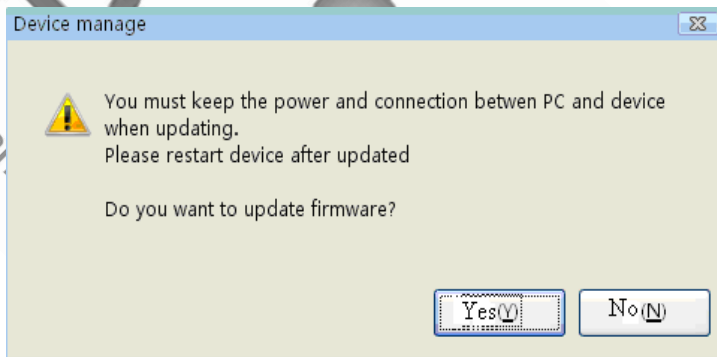 Device manage
You must keep the power and connection betwen PC and device
when updating.
Please restart device after updated
Do you want to update firmware?
Yes(Y) No(N)